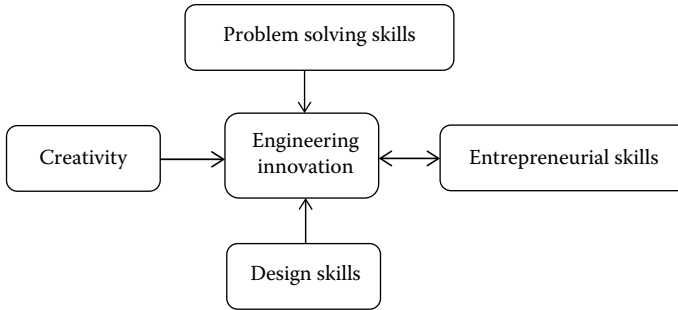 Problem solving skills
Creativity
Engineering
innovation
Entrepreneurial skills
Design skills